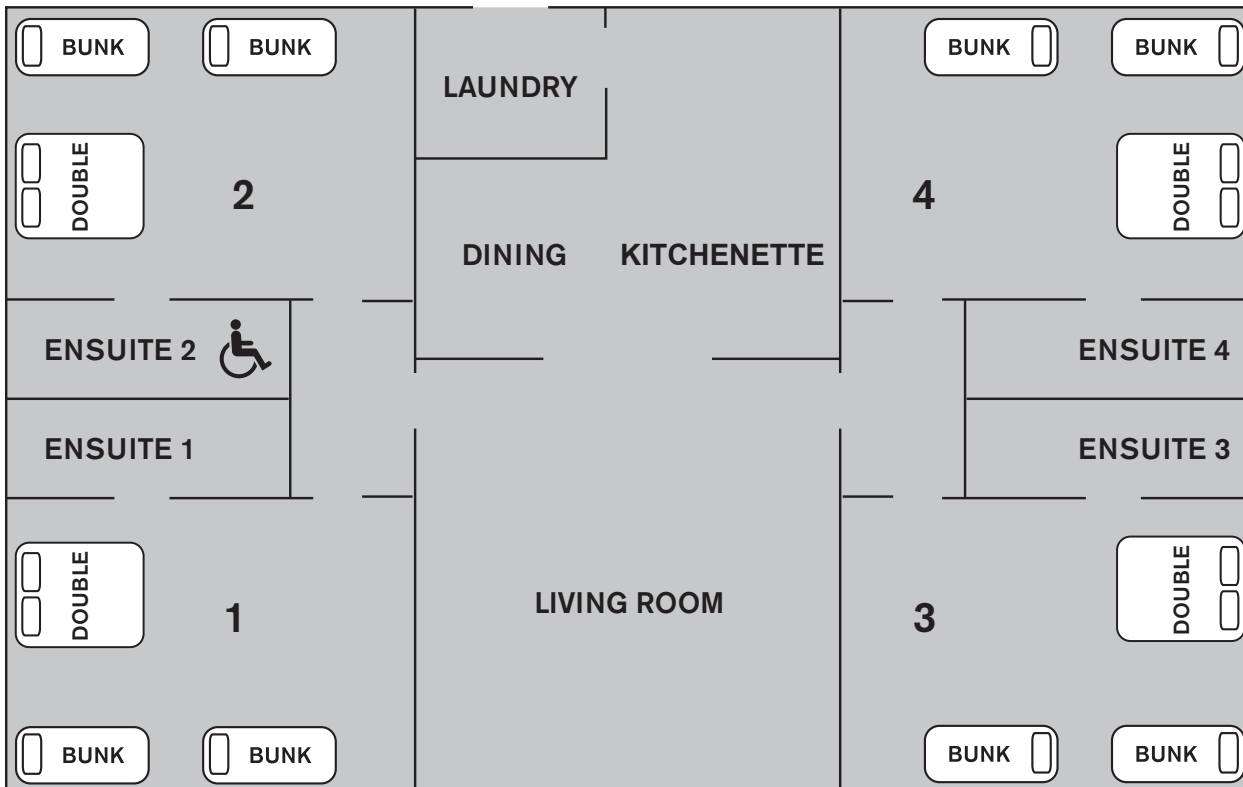 BUNK
BUNK
LAUNDRY
BUNK
BUNK
DOUBLE
2
4
DOUBLE
DINING
KITCHENETTE
ENSUITE 2
ENSUITE 4
ENSUITE 1
ENSUITE 3
DOUBLE
1
LIVING ROOM
3
DOUBLE
BUNK
BUNK
BUNK
BUNK